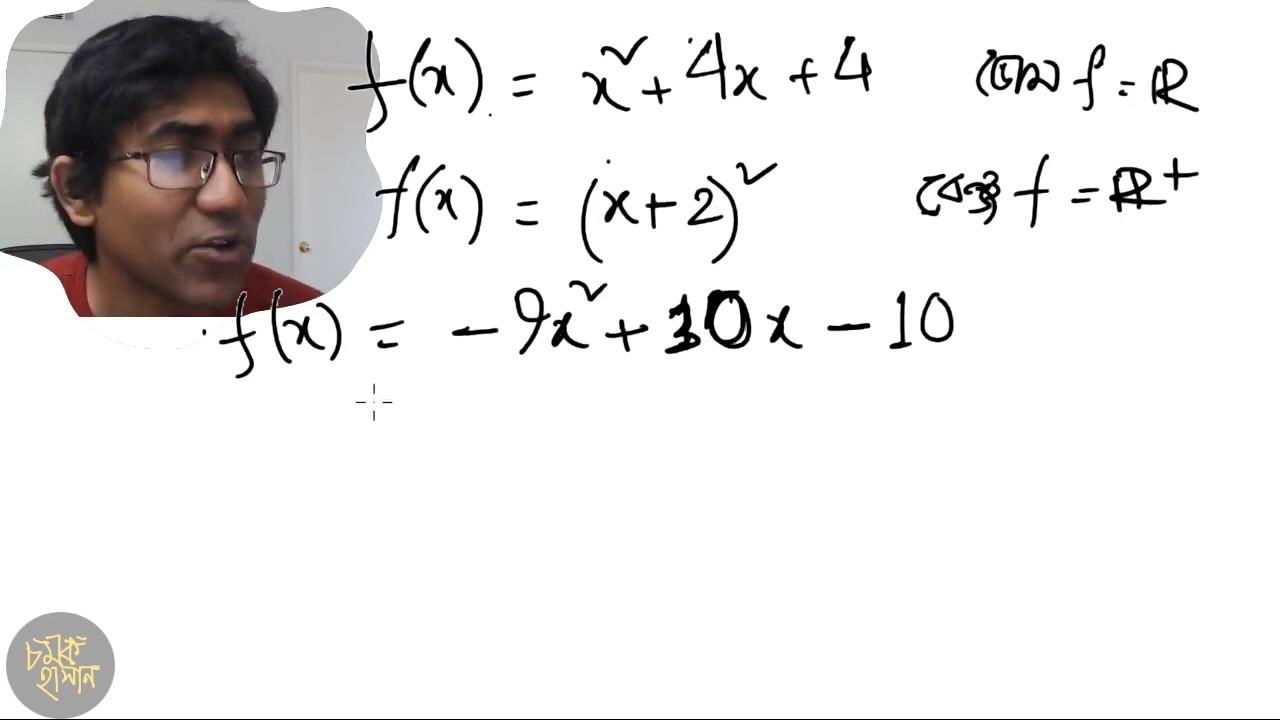 f(x) = x² + 4x + 4 ডোম f = ℝ
f(x) = (x+2)² রেঞ্জ f = ℝ⁺
f(x) = -9x² + 10x - 10
চমক
হাসান